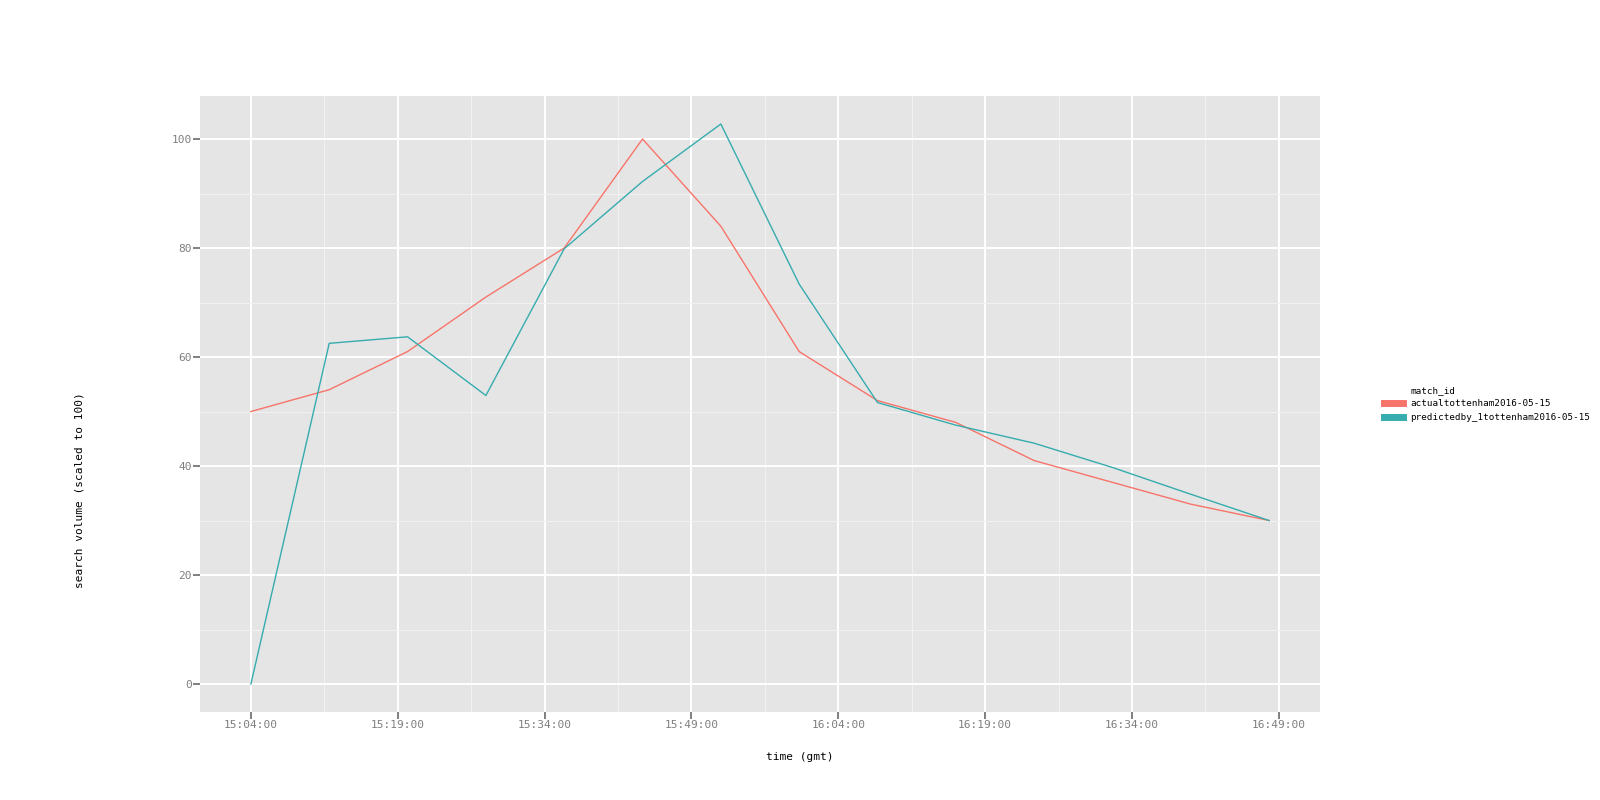 100
80
60
40
20
0
search volume (scaled to 100)
15:04:00 15:19:00 15:34:00 15:49:00 16:04:00 16:19:00 16:34:00 16:49:00
time (gmt)
match_id
actualtottenham2016-05-15
predictedby_1tottenham2016-05-15